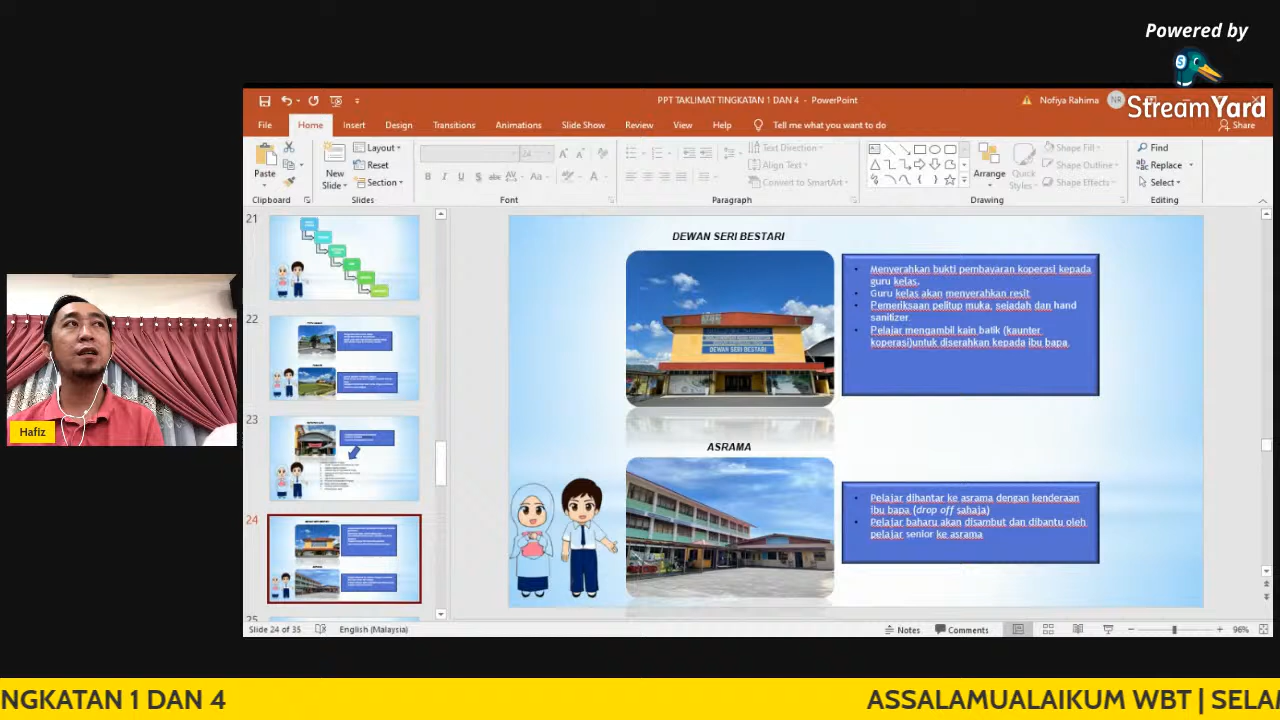 Powered by
StreamYard
PPT TAKLIMAT TINGKATAN 1 DAN 4 - PowerPoint
Nofiya Rahima
NR
File Home Insert Design Transitions Animations Slide Show Review View Help Tell me what you want to do
Share
Paste
New
Slide
Layout
Reset
Section
Text Direction
Align Text
Convert to SmartArt
Arrange
Quick
Styles
Shape Fill
Shape Outline
Shape Effects
Find
Replace
Select
Clipboard Slides Font Paragraph Drawing Editing
21
22
23
24
25
DEWAN SERI BESTARI
DEWAN SERI BESTARI
• Menyerahkan bukti pembayaran koperasi kepada
guru kelas.
• Guru kelas akan menyerahkan resit
• Pemeriksaan pelitup muka, sejadah dan hand
sanitizer.
• Pelajar mengambil kain batik (kaunter
koperasi)untuk diserahkan kepada ibu bapa.
ASRAMA
• Pelajar dihantar ke asrama dengan kenderaan
ibu bapa (drop off sahaja)
• Pelajar baharu akan disambut dan dibantu oleh
pelajar senior ke asrama
Hafiz
Slide 24 of 35 English (Malaysia) Notes Comments 96%
NGKATAN 1 DAN 4 ASSALAMUALAIKUM WBT | SELA